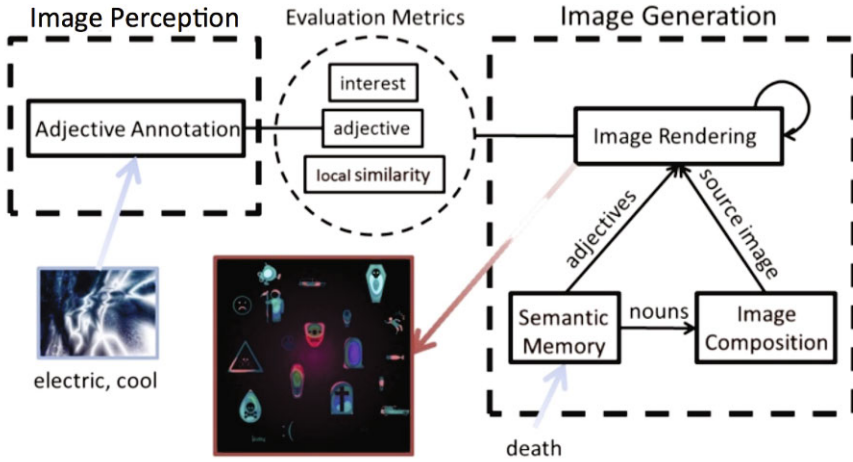 Image Perception
Evaluation Metrics
Image Generation
interest
Adjective Annotation
adjective
Image Rendering
local similarity
adjectives
source image
Semantic
Memory
nouns
Image
Composition
electric, cool
:(
death